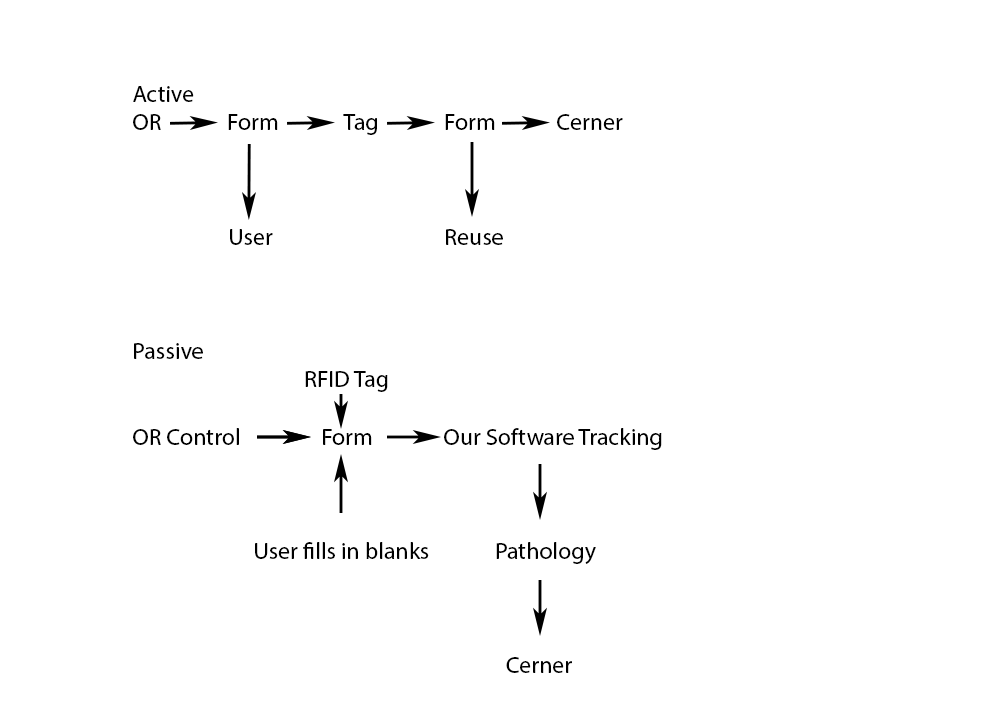 Active
OR Form Tag Form Cerner
User Reuse
Passive
RFID Tag
OR Control Form Our Software Tracking
User fills in blanks Pathology
Cerner